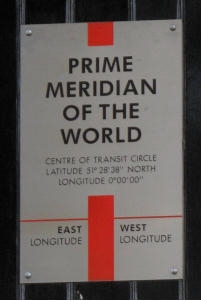 PRIME
MERIDIAN
OF THE
WORLD
CENTRE OF TRANSIT CIRCLE
LATITUDE 51° 28' 38" NORTH
LONGITUDE 0° 00' 00"
EAST WEST
LONGITUDE LONGITUDE